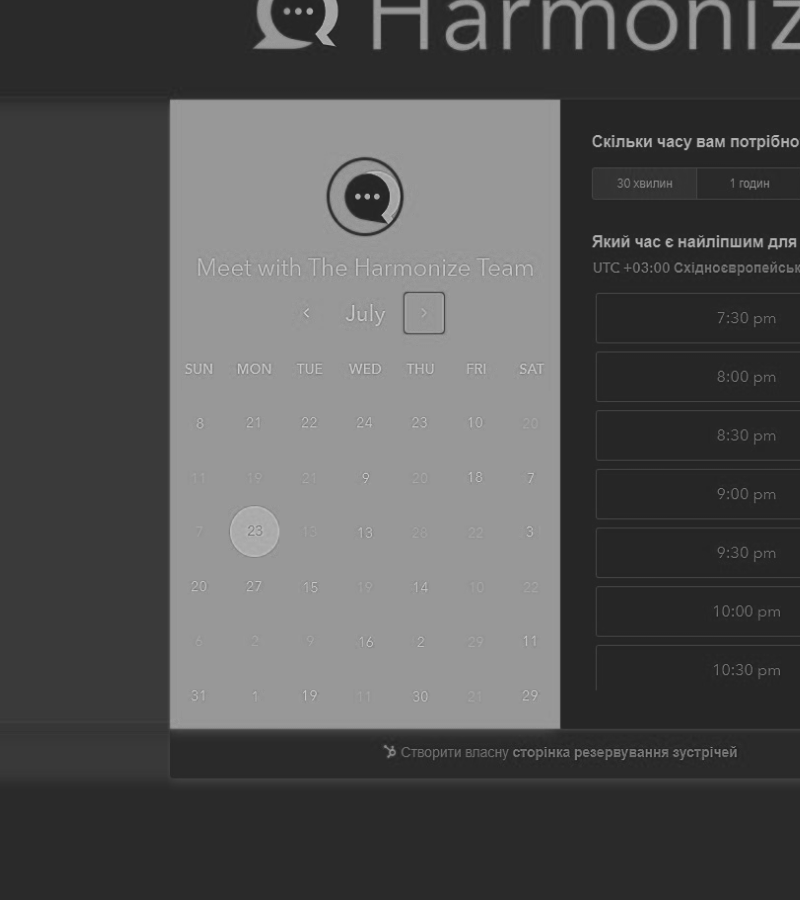 Harmoniz
Meet with The Harmonize Team
July
SUN MON TUE WED THU FRI SAT
8 21 22 24 23 10 20
11 19 21 9 20 18 7
7 23 13 13 26 22 3
20 27 15 19 14 10 22
6 2 9 16 2 29 11
31 1 19 11 30 21 29
Скільки часу вам потрібно
30 хвилин 1 годин
Який час є найліпшим для
UTC +03:00 Східноєвропейськ
7:30 pm
8:00 pm
8:30 pm
9:00 pm
9:30 pm
10:00 pm
10:30 pm
Створити власну сторінка резервування зустрічей